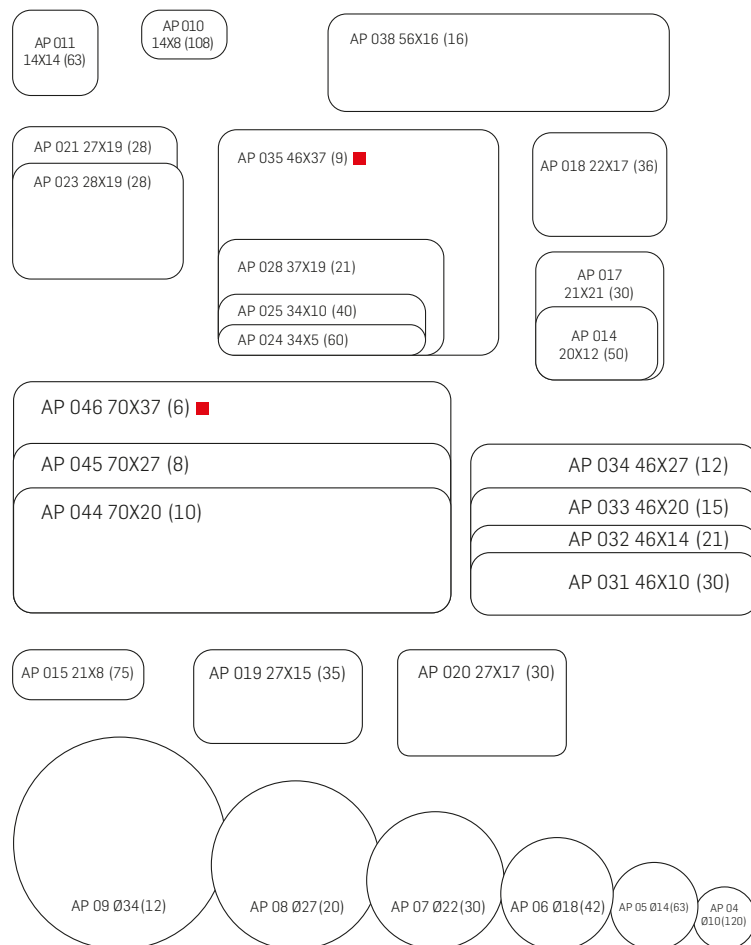 AP 011
14X14 (63)
AP 010
14X8 (108)
AP 038 56X16 (16)
AP 021 27X19 (28)
AP 023 28X19 (28)
AP 035 46X37 (9)
AP 028 37X19 (21)
AP 025 34X10 (40)
AP 024 34X5 (60)
AP 018 22X17 (36)
AP 017
21X21 (30)
AP 014
20X12 (50)
AP 046 70X37 (6)
AP 045 70X27 (8)
AP 044 70X20 (10)
AP 034 46X27 (12)
AP 033 46X20 (15)
AP 032 46X14 (21)
AP 031 46X10 (30)
AP 015 21X8 (75)
AP 019 27X15 (35)
AP 020 27X17 (30)
AP 09 Ø34(12)
AP 08 Ø27(20)
AP 07 Ø22(30)
AP 06 Ø18(42)
AP 05 Ø14(63)
AP 04
Ø10(120)